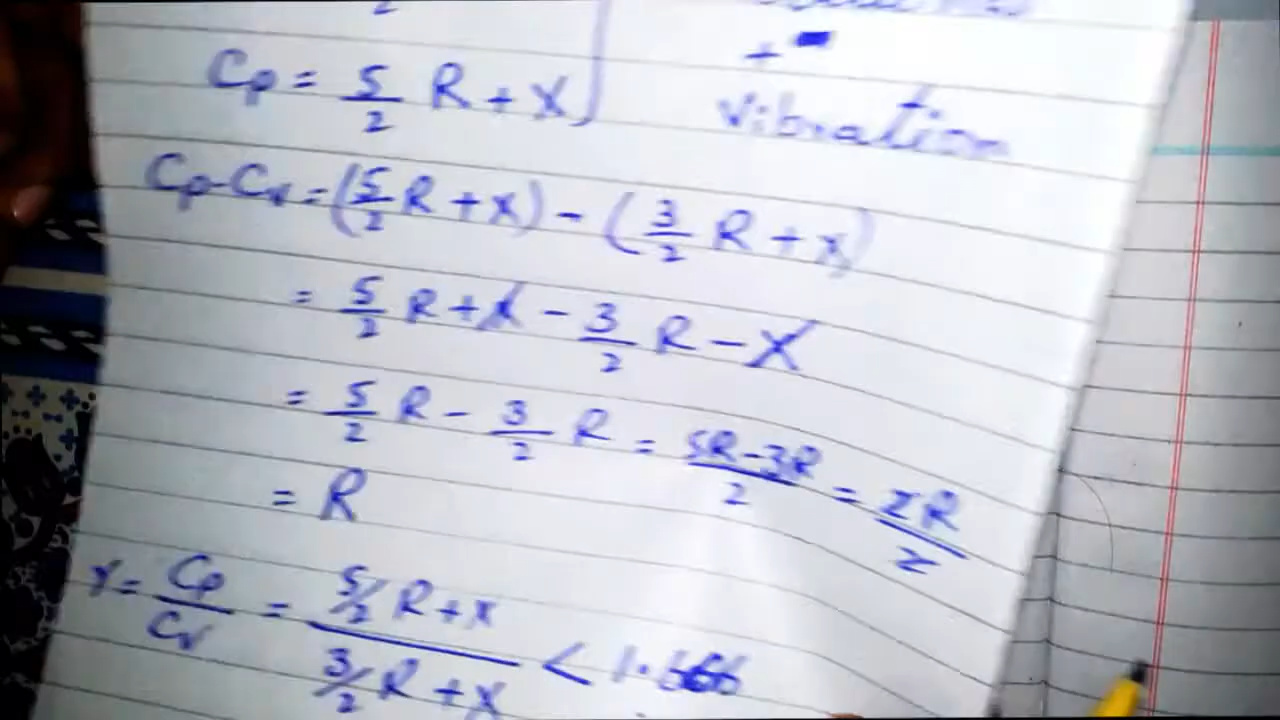 2
+
Cp = 5/2 R + x
Vibration
Cp-Cv = (5/2 R + x) - (3/2 R + x)
= 5/2 R + x - 3/2 R - x
= 5/2 R - 3/2 R = 5R-3R/2 = 2R/2
= R
γ = Cp/Cv = 5/2 R + x / 3/2 R + x < 1.666